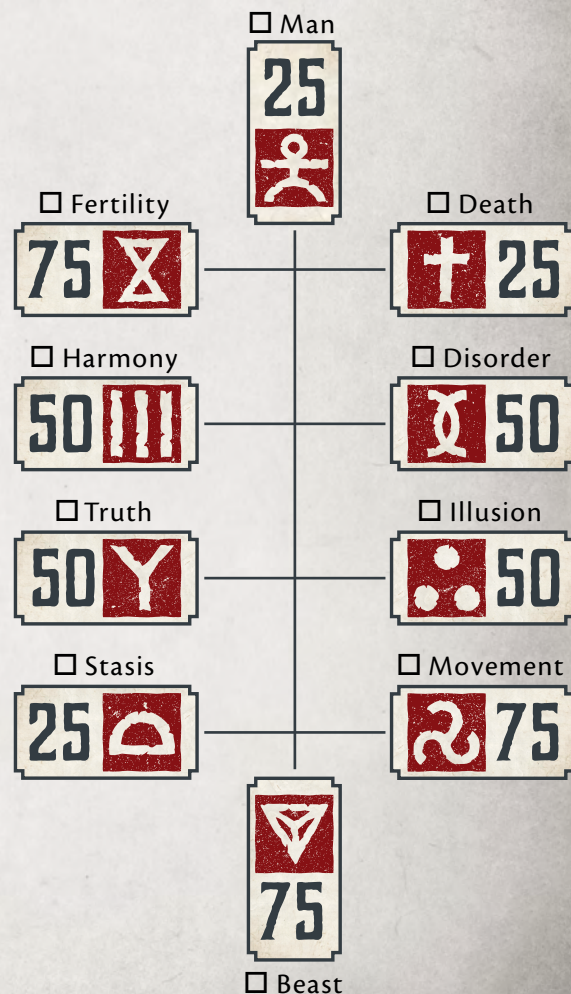 Man
25
Fertility Death
75 25
Harmony Disorder
50 50
Truth Illusion
50 50
Stasis Movement
25 75
75
Beast